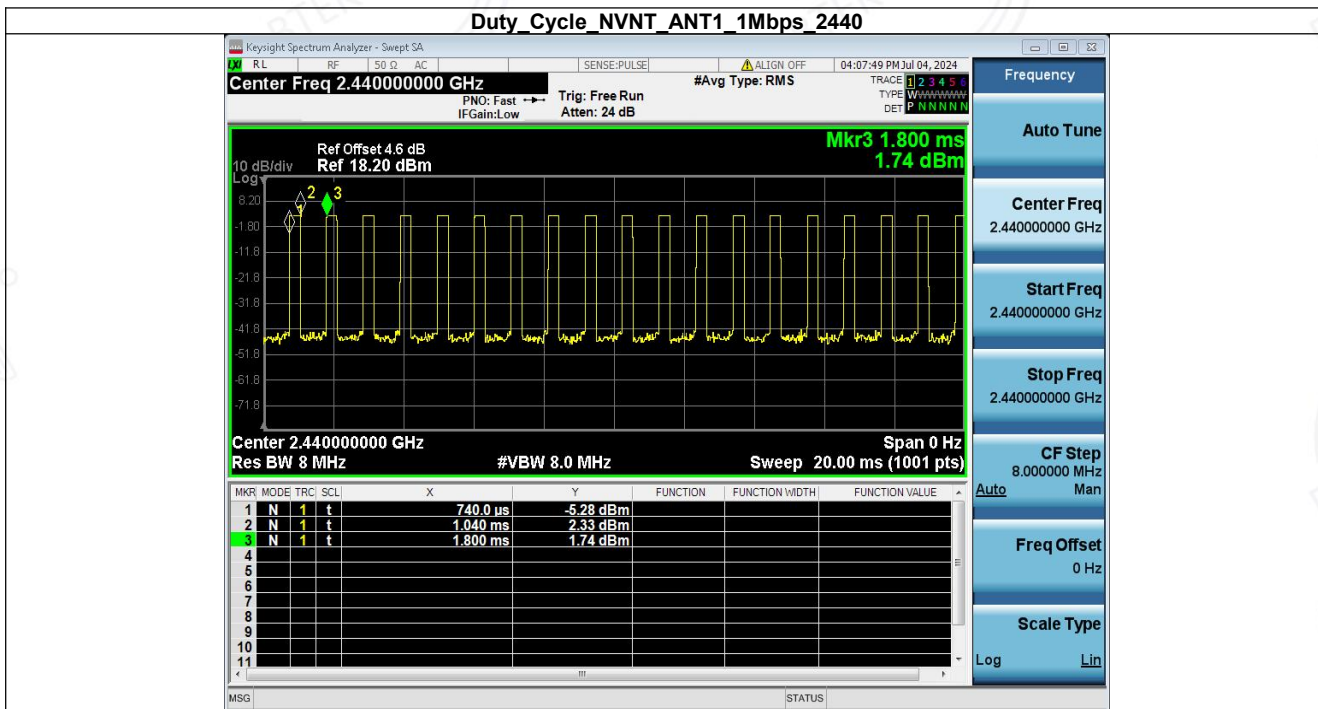 Duty_Cycle_NVNT_ANT1_1Mbps_2440
Keysight Spectrum Analyzer - Swept SA
LXI RL RF 50 Ω AC SENSE:PULSE ALIGN OFF 04:07:49 PM Jul 04, 2024
Center Freq 2.440000000 GHz #Avg Type: RMS TRACE 1 2 3 4 5 6
PNO: Fast Trig: Free Run TYPE WWWWWW
IFGain:Low Atten: 24 dB DET P N N N N N
Mkr3 1.800 ms
1.74 dBm
Ref Offset 4.6 dB
10 dB/div Ref 18.20 dBm
Log
8.20
-1.80
-11.8
-21.8
-31.8
-41.8
-51.8
-61.8
-71.8
1
2
3
Center 2.440000000 GHz Span 0 Hz
Res BW 8 MHz #VBW 8.0 MHz Sweep 20.00 ms (1001 pts)
MKR MODE TRC SCL X Y FUNCTION FUNCTION WIDTH FUNCTION VALUE
1 N 1 t 740.0 µs -5.28 dBm
2 N 1 t 1.040 ms 2.33 dBm
3 N 1 t 1.800 ms 1.74 dBm
4
5
6
7
8
9
10
11
MSG STATUS
Frequency
Auto Tune
Center Freq
2.440000000 GHz
Start Freq
2.440000000 GHz
Stop Freq
2.440000000 GHz
CF Step
8.000000 MHz
Auto Man
Freq Offset
0 Hz
Scale Type
Log Lin